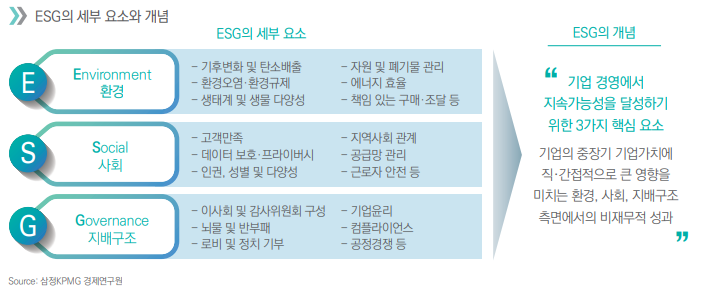 ESG의 세부 요소와 개념
ESG의 세부 요소
E
Environment
환경
– 기후변화 및 탄소배출
– 환경오염·환경규제
– 생태계 및 생물 다양성
– 자원 및 폐기물 관리
– 에너지 효율
– 책임 있는 구매·조달 등
S
Social
사회
– 고객만족
– 데이터 보호·프라이버시
– 인권, 성별 및 다양성
– 지역사회 관계
– 공급망 관리
– 근로자 안전 등
G
Governance
지배구조
– 이사회 및 감사위원회 구성
– 뇌물 및 반부패
– 로비 및 정치 기부
– 기업윤리
– 컴플라이언스
– 공정경쟁 등
ESG의 개념
“ 기업 경영에서
지속가능성을 달성하기
위한 3가지 핵심 요소
기업의 중장기 기업가치에
직·간접적으로 큰 영향을
미치는 환경, 사회, 지배구조
측면에서의 비재무적 성과
”
Source: 삼정KPMG 경제연구원